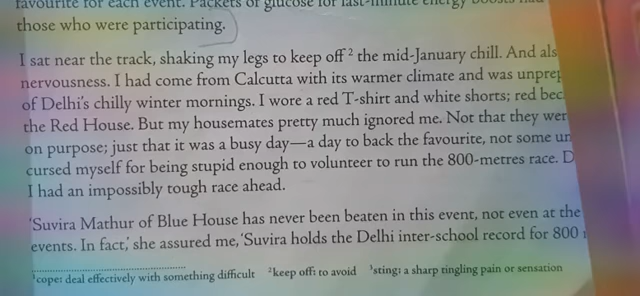 favourite for each event. Packets of glucose for last-minute energy boosts had
those who were participating.
I sat near the track, shaking my legs to keep off ² the mid-January chill. And als
nervousness. I had come from Calcutta with its warmer climate and was unprep
of Delhi's chilly winter mornings. I wore a red T-shirt and white shorts; red bec
the Red House. But my housemates pretty much ignored me. Not that they wer
on purpose; just that it was a busy day—a day to back the favourite, not some un
cursed myself for being stupid enough to volunteer to run the 800-metres race. D
I had an impossibly tough race ahead.
'Suvira Mathur of Blue House has never been beaten in this event, not even at the
events. In fact,' she assured me, 'Suvira holds the Delhi inter-school record for 800
¹cope: deal effectively with something difficult ²keep off: to avoid ³sting: a sharp tingling pain or sensation